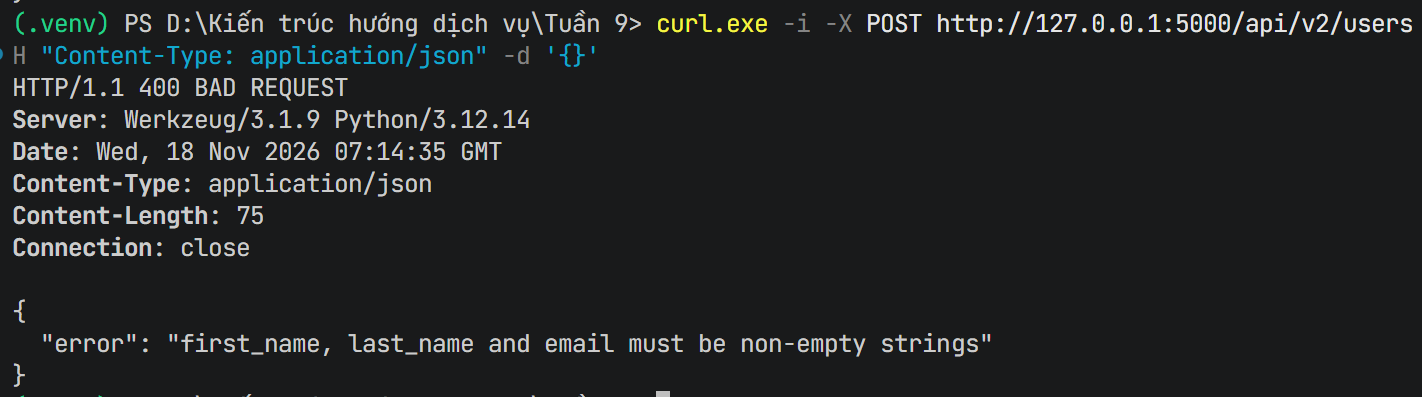 (.venv) PS D:\Kiến trúc hướng dịch vụ\Tuần 9> curl.exe -i -X POST http://127.0.0.1:5000/api/v2/users
H "Content-Type: application/json" -d '{}'
HTTP/1.1 400 BAD REQUEST
Server: Werkzeug/3.1.9 Python/3.12.14
Date: Wed, 18 Nov 2026 07:14:35 GMT
Content-Type: application/json
Content-Length: 75
Connection: close
{
"error": "first_name, last_name and email must be non-empty strings"
}